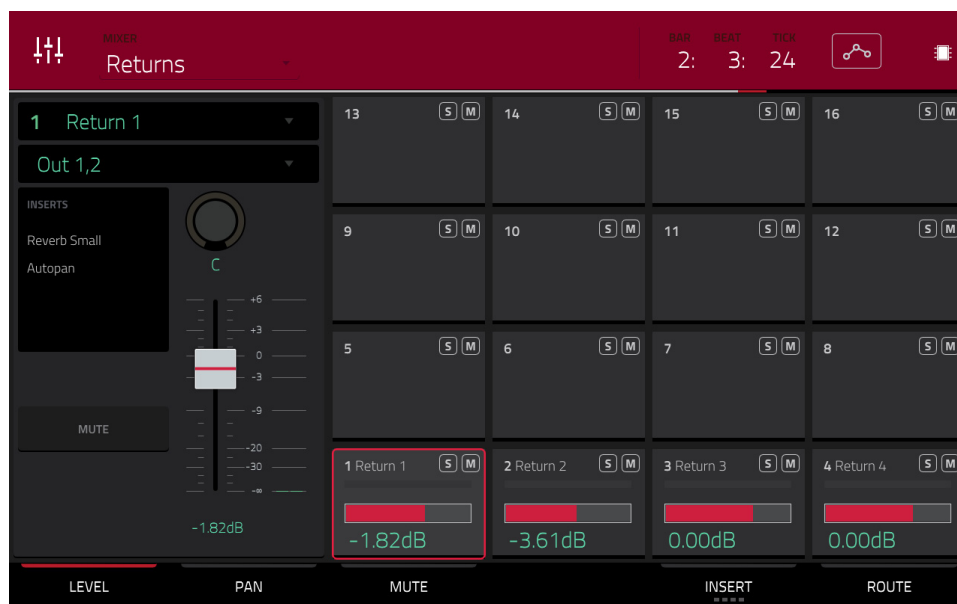 MIXER
Returns
BAR BEAT TICK
2: 3: 24
1 Return 1
Out 1,2
INSERTS
Reverb Small
Autopan
C
+6
+3
0
-3
-9
-20
-30
-∞
MUTE
-1.82dB
13 S M 14 S M 15 S M 16 S M
9 S M 10 S M 11 S M 12 S M
5 S M 6 S M 7 S M 8 S M
1 Return 1 S M 2 Return 2 S M 3 Return 3 S M 4 Return 4 S M
-1.82dB -3.61dB 0.00dB 0.00dB
LEVEL PAN MUTE INSERT ROUTE